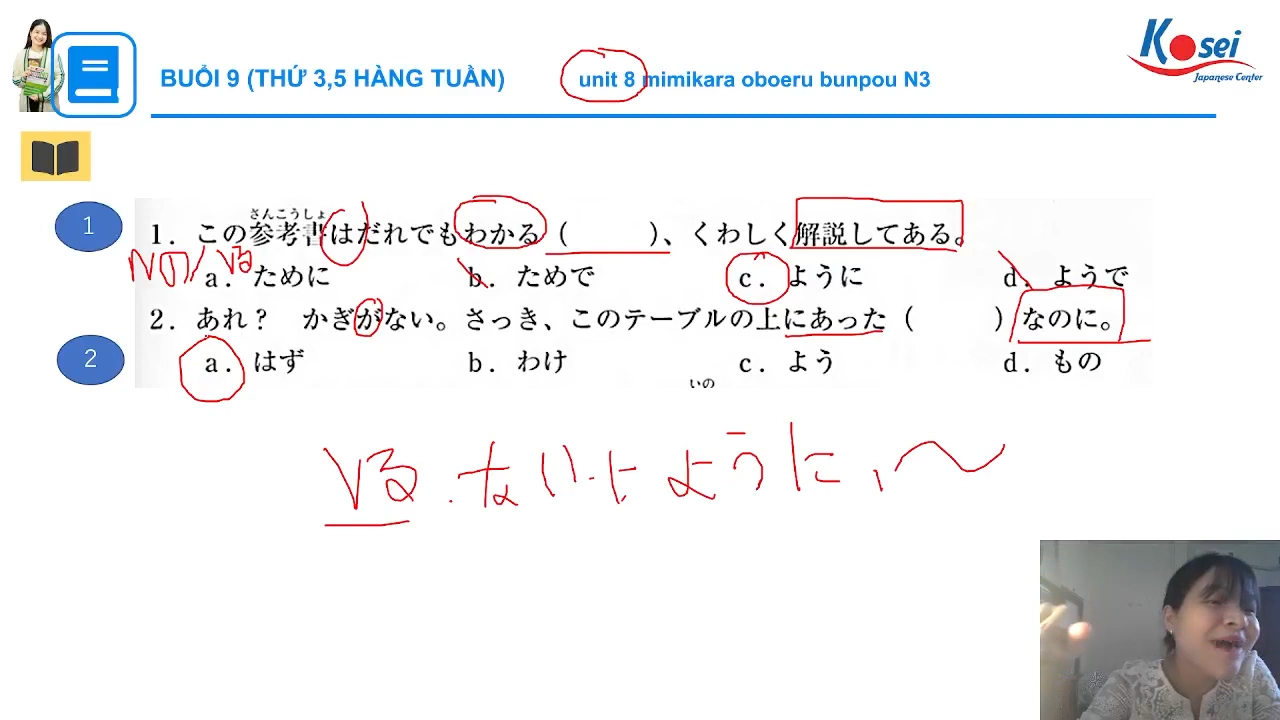 BUỔI 9 (THỨ 3,5 HÀNG TUẦN)
unit 8 mimikara oboeru bunpou N3
Kosei
Japanese Center
1
さんこうしょ
1. この参考書はだれでもわかる( )、くわしく解説してある。
Vる
a. ために b. ためで c. ように d. ようで
2. あれ? かぎがない。さっき、このテーブルの上にあった( )なのに。
2
a. はず b. わけ c. よう d. もの
いの
Vる.ない + ように、~